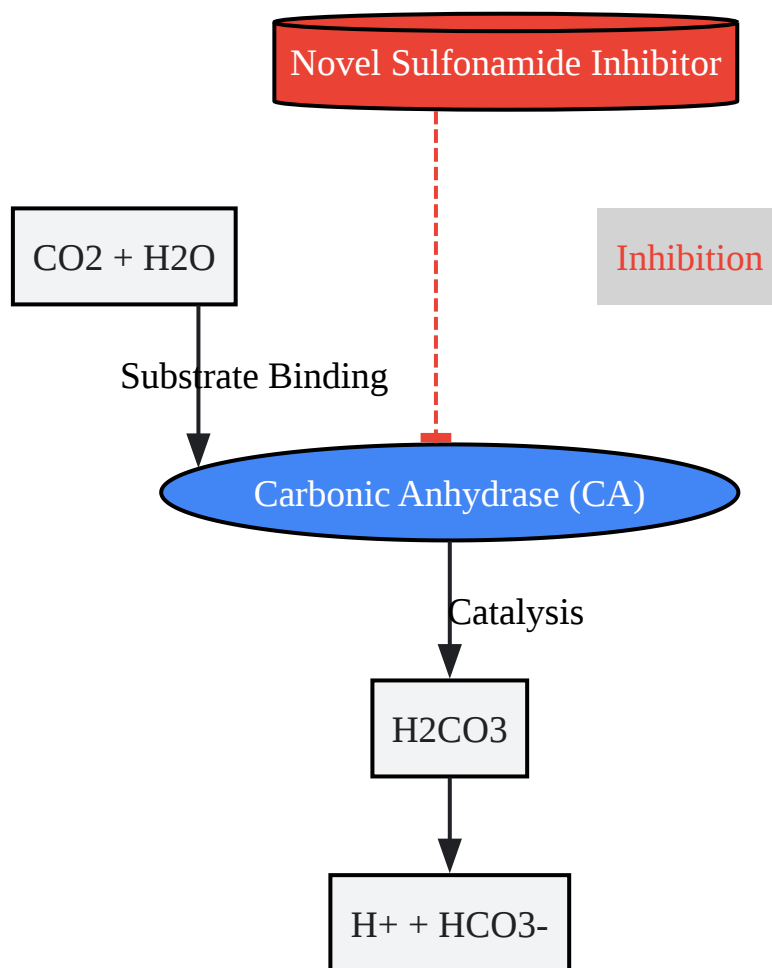 Novel Sulfonamide Inhibitor
CO2 + H2O
Inhibition
Substrate Binding
Carbonic Anhydrase (CA)
Catalysis
H2CO3
H+ + HCO3-